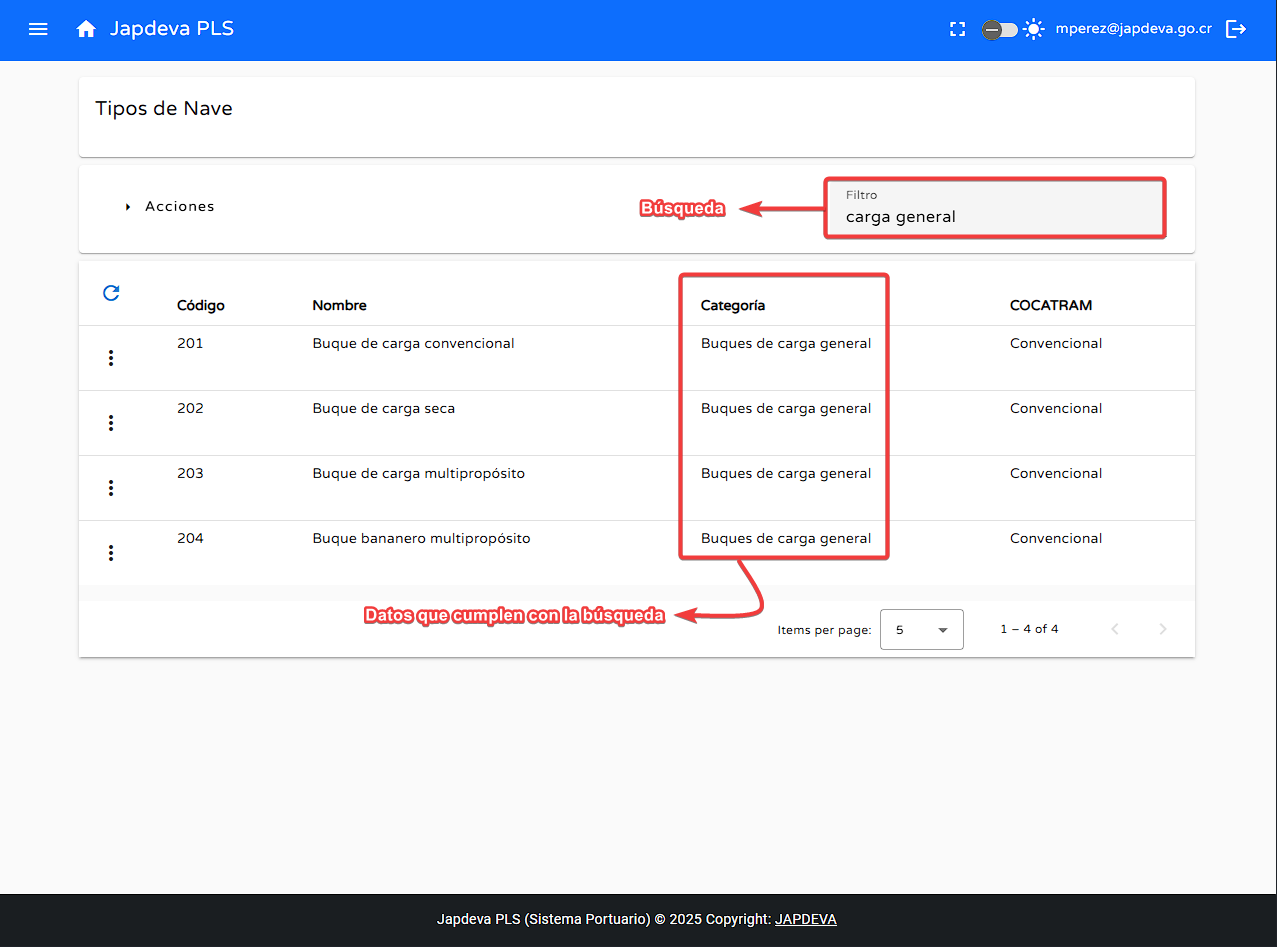 Japdeva PLS
mperez@japdeva.go.cr
Tipos de Nave
Acciones
Búsqueda
Filtro
carga general
Código Nombre Categoría COCATRAM
201 Buque de carga convencional Buques de carga general Convencional
202 Buque de carga seca Buques de carga general Convencional
203 Buque de carga multipropósito Buques de carga general Convencional
204 Buque bananero multipropósito Buques de carga general Convencional
Datos que cumplen con la búsqueda
Items per page: 5 1 – 4 of 4
Japdeva PLS (Sistema Portuario) © 2025 Copyright: JAPDEVA